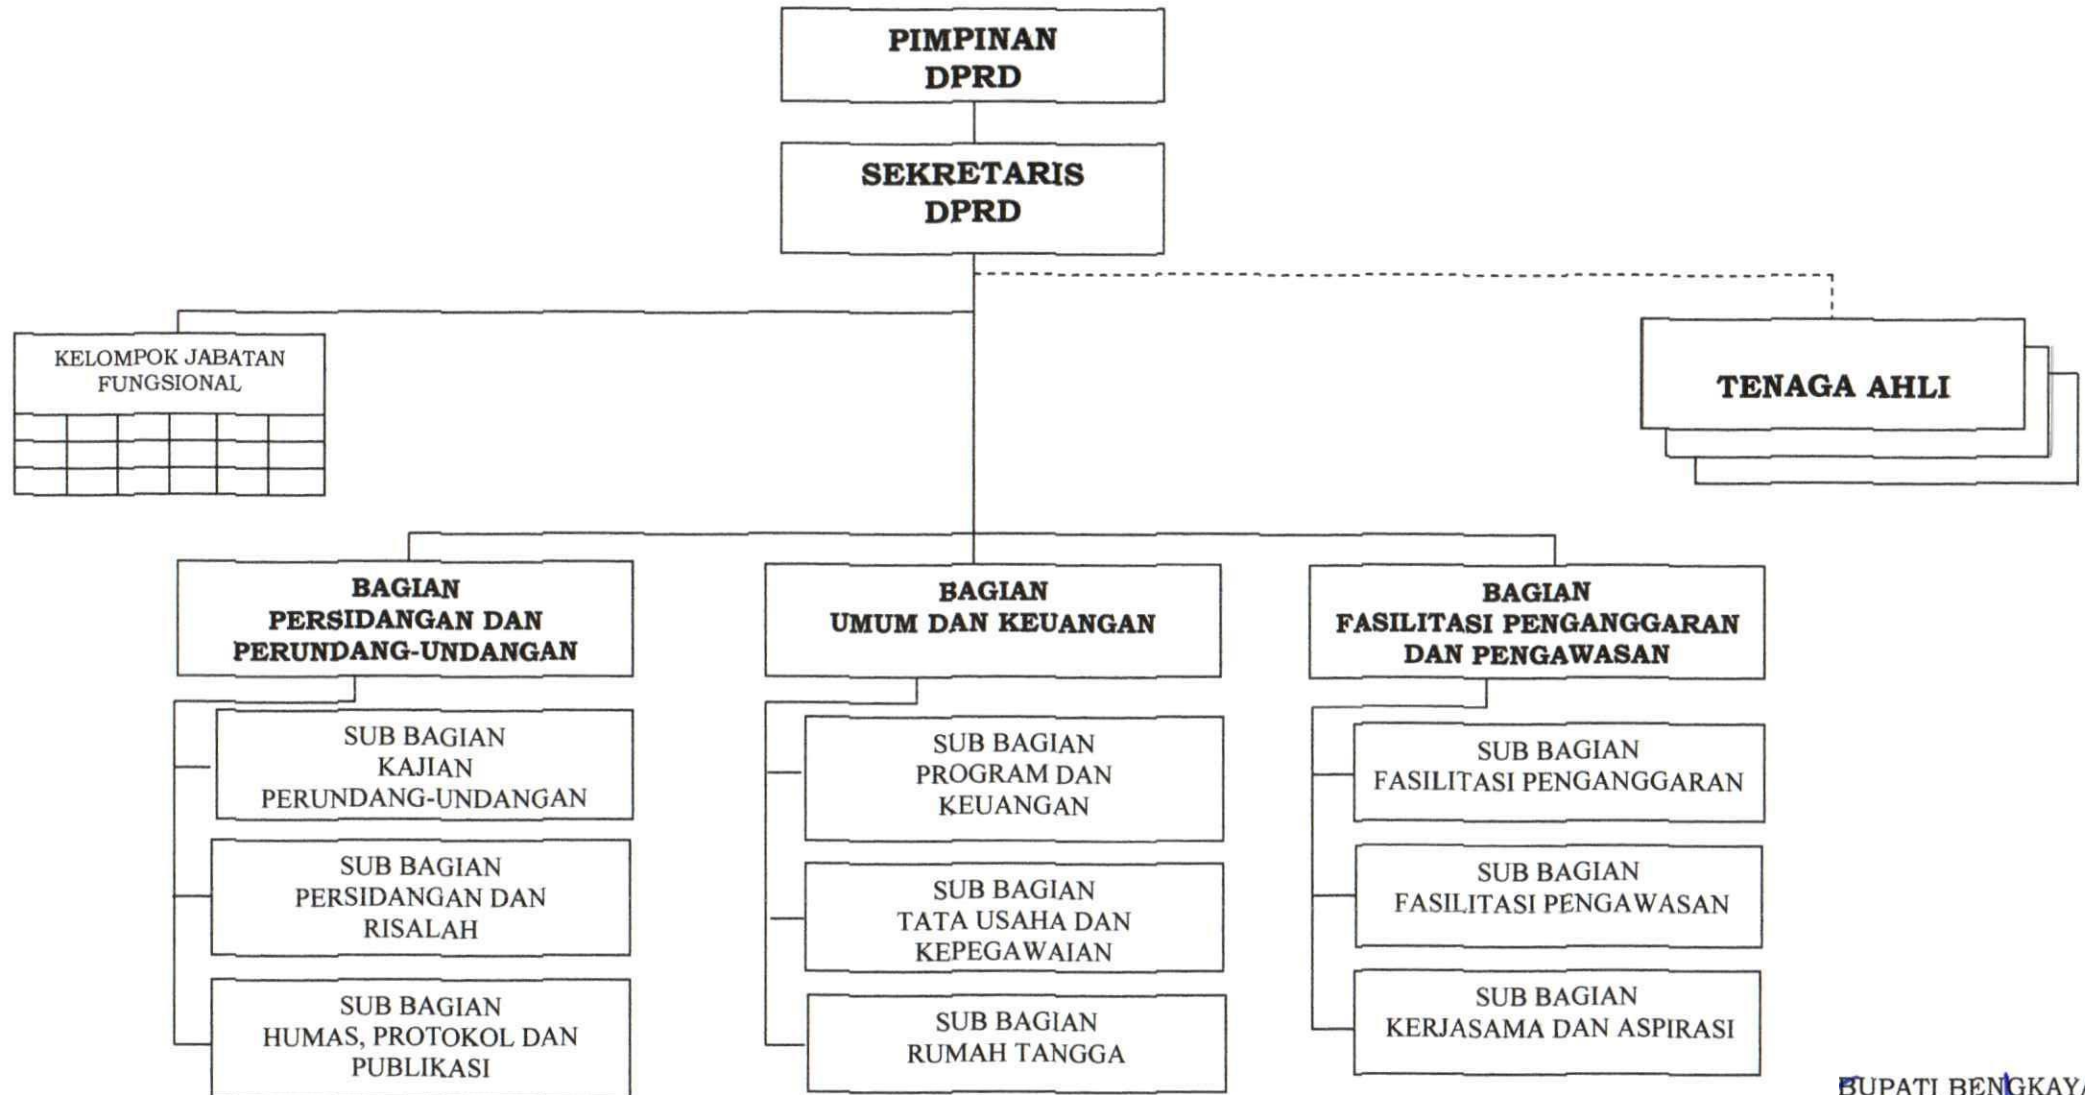 PIMPINAN
DPRD
SEKRETARIS
DPRD
KELOMPOK JABATAN
FUNGSIONAL
TENAGA AHLI
BAGIAN
PERSIDANGAN DAN
PERUNDANG-UNDANGAN
SUB BAGIAN
KAJIAN
PERUNDANG-UNDANGAN
SUB BAGIAN
PERSIDANGAN DAN
RISALAH
SUB BAGIAN
HUMAS, PROTOKOL DAN
PUBLIKASI
BAGIAN
UMUM DAN KEUANGAN
SUB BAGIAN
PROGRAM DAN
KEUANGAN
SUB BAGIAN
TATA USAHA DAN
KEPEGAWAIAN
SUB BAGIAN
RUMAH TANGGA
BAGIAN
FASILITASI PENGANGGARAN
DAN PENGAWASAN
SUB BAGIAN
FASILITASI PENGANGGARAN
SUB BAGIAN
FASILITASI PENGAWASAN
SUB BAGIAN
KERJASAMA DAN ASPIRASI
BUPATI BENGKAYA